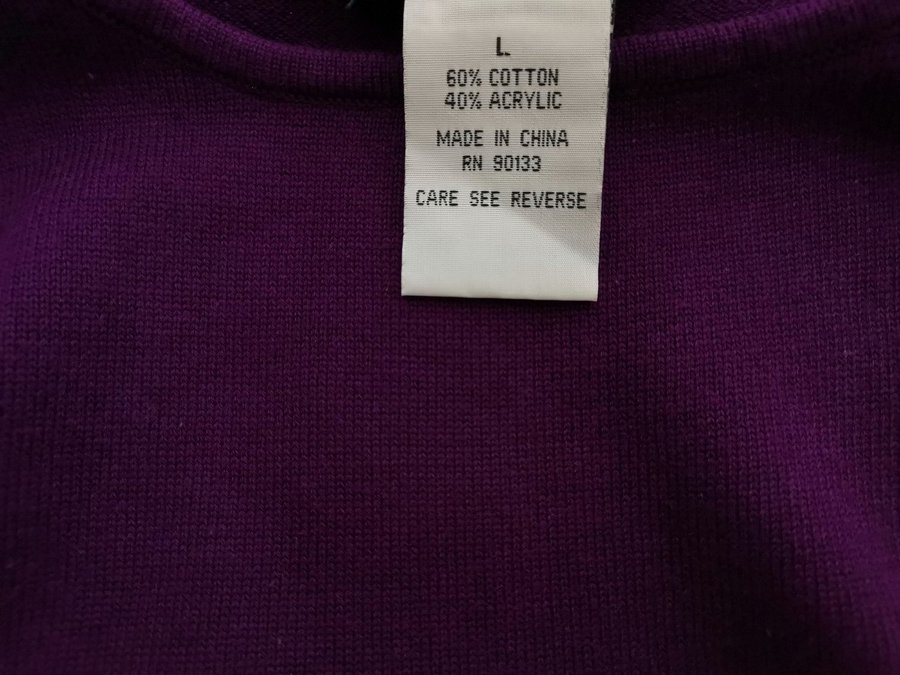 L
60% COTTON
40% ACRYLIC
MADE IN CHINA
RN 90133
CARE SEE REVERSE